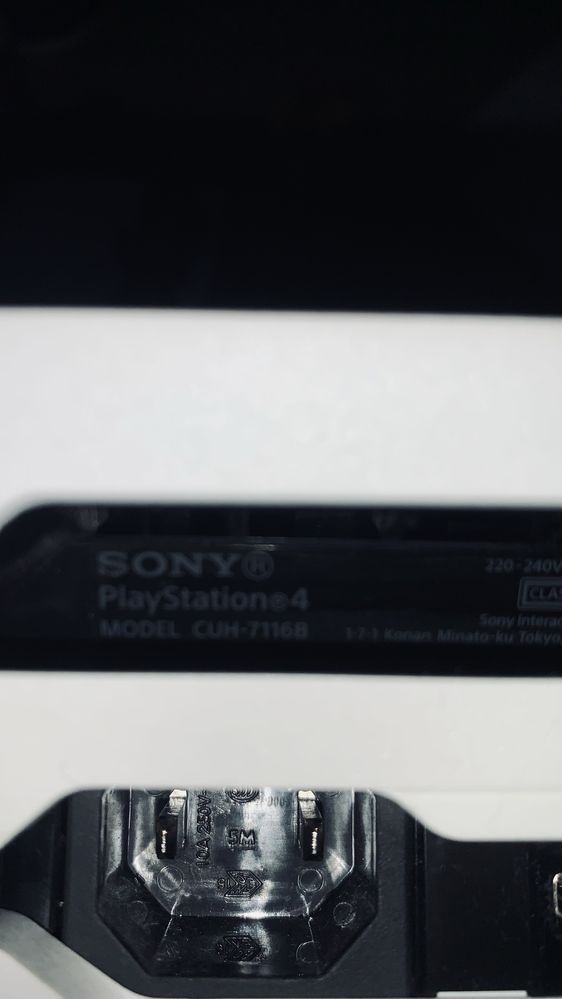 SONY®
PlayStation®4
MODEL CUH-7116B
220-240V
CLAS
Sony Interac
1-7-1 Konan Minato-ku Tokyo,
10A 250V~
5M